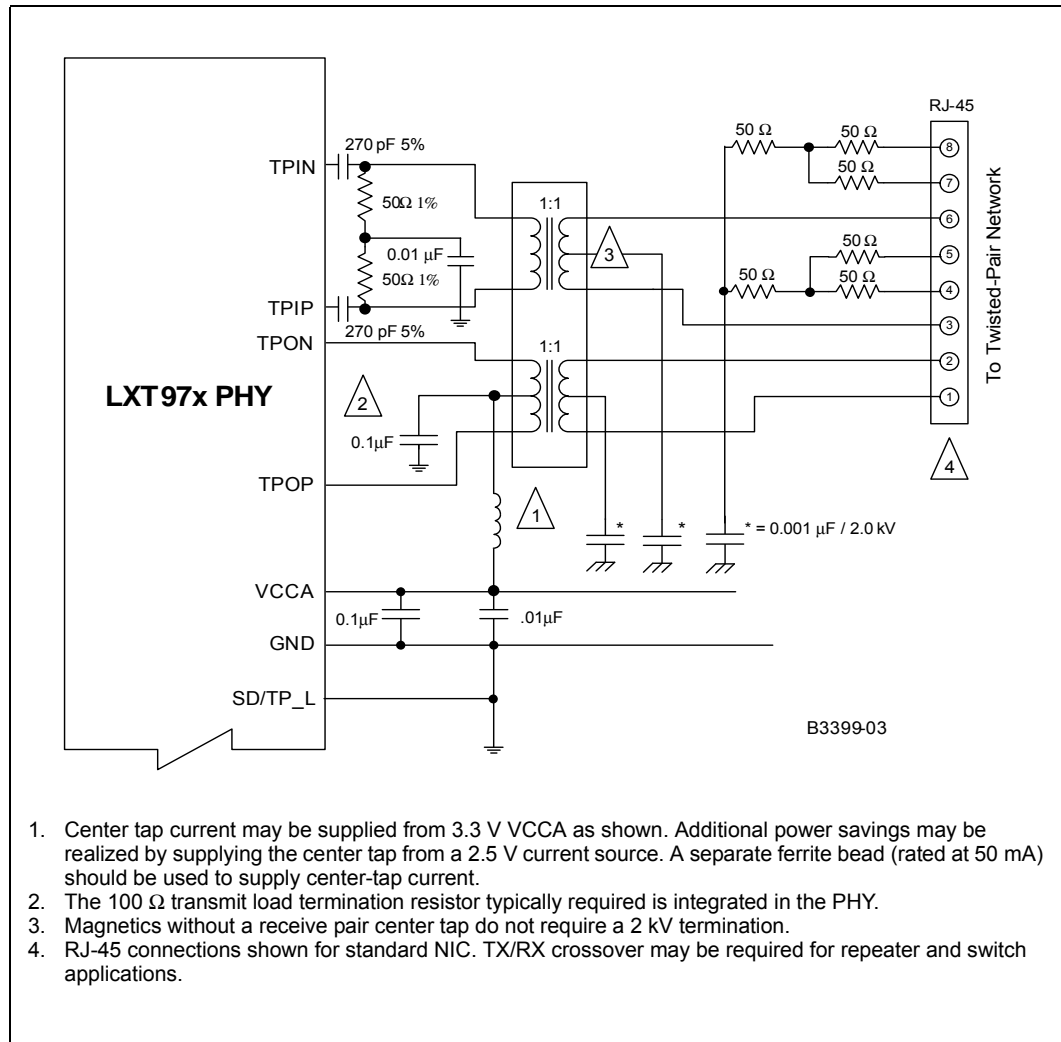 RJ-45
50 Ω
50 Ω
8
270 pF 5%
TPIN
50 Ω
7
1:1
50Ω 1%
6
To Twisted-Pair Network
3
50 Ω
5
0.01 µF
50 Ω
50 Ω
4
50Ω 1%
TPIP
3
270 pF 5%
TPON
1:1
2
LXT97x PHY
2
1
0.1µF
4
TPOP
1
*
*
* = 0.001 µF / 2.0 kV
VCCA
0.1µF
.01µF
GND
SD/TP_L
B3399-03
1. Center tap current may be supplied from 3.3 V VCCA as shown. Additional power savings may be
realized by supplying the center tap from a 2.5 V current source. A separate ferrite bead (rated at 50 mA)
should be used to supply center-tap current.
2. The 100 Ω transmit load termination resistor typically required is integrated in the PHY.
3. Magnetics without a receive pair center tap do not require a 2 kV termination.
4. RJ-45 connections shown for standard NIC. TX/RX crossover may be required for repeater and switch
applications.